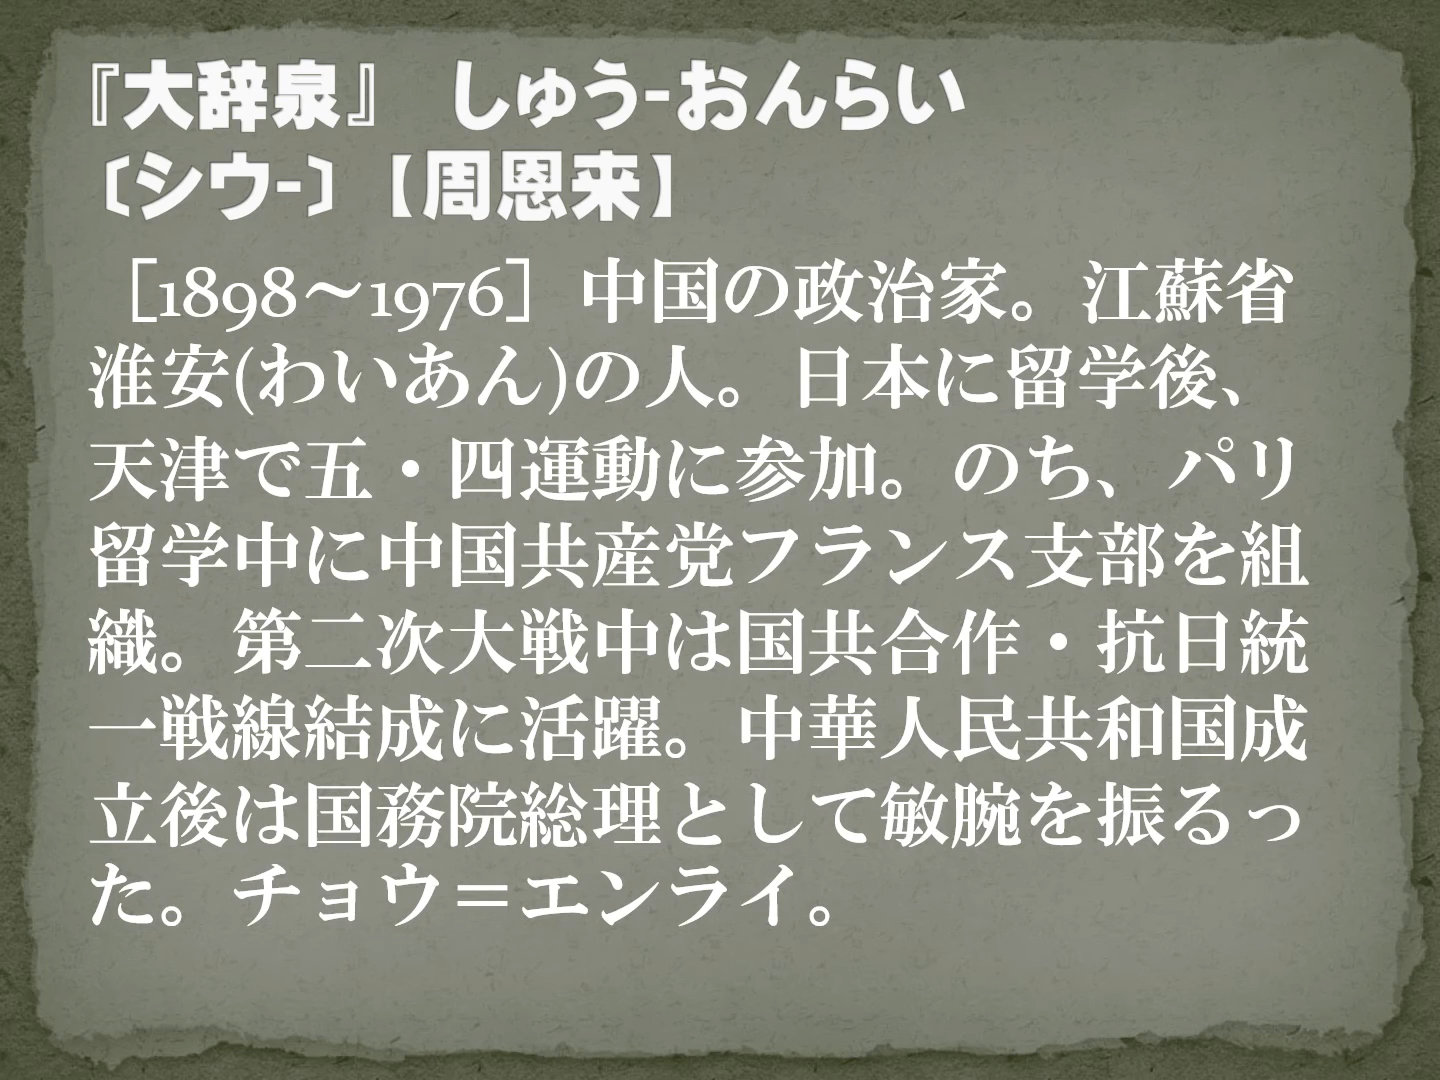 『大辞泉』　しゅう‐おんらい
〔シウ‐〕【周恩来】
［1898〜1976］中国の政治家。江蘇省
淮安(わいあん)の人。日本に留学後、
天津で五・四運動に参加。のち、パリ
留学中に中国共産党フランス支部を組
織。第二次大戦中は国共合作・抗日統
一戦線結成に活躍。中華人民共和国成
立後は国務院総理として敏腕を振るっ
た。チョウ＝エンライ。